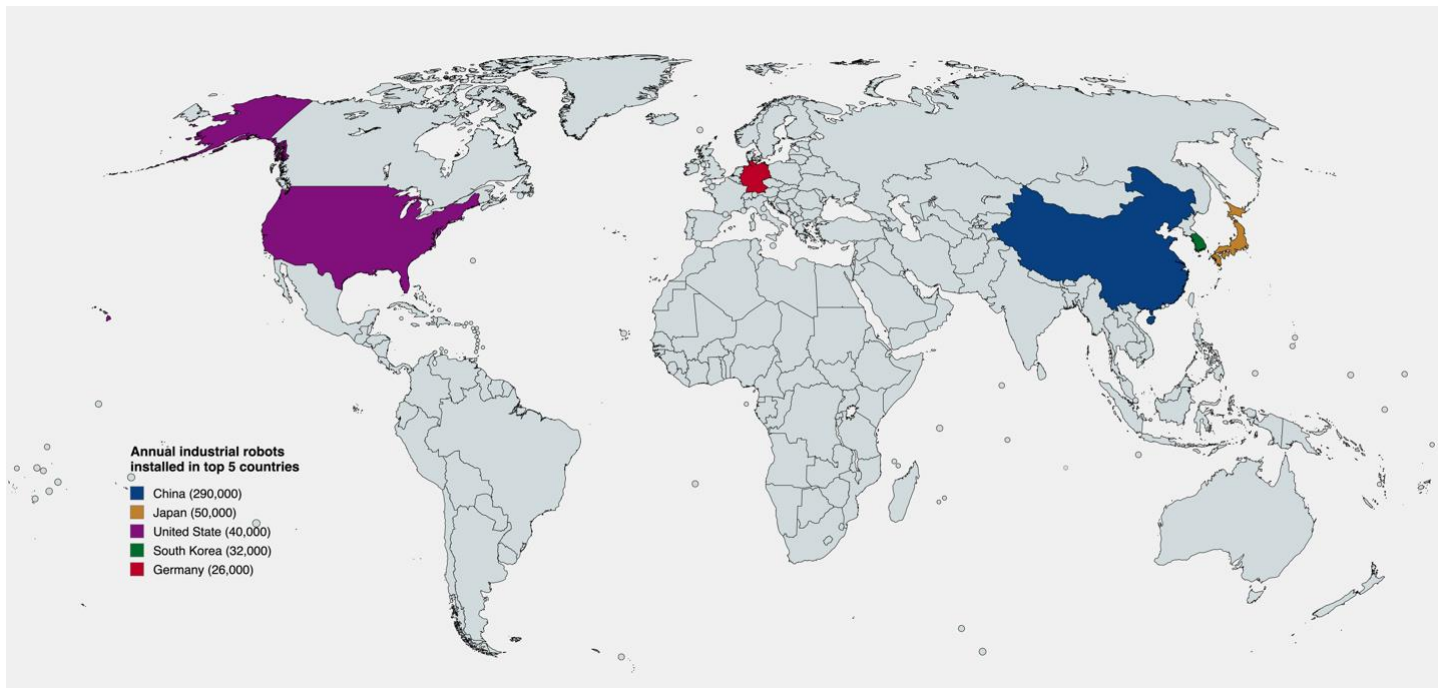 Annual industrial robots
installed in top 5 countries
China (290,000)
Japan (50,000)
United State (40,000)
South Korea (32,000)
Germany (26,000)